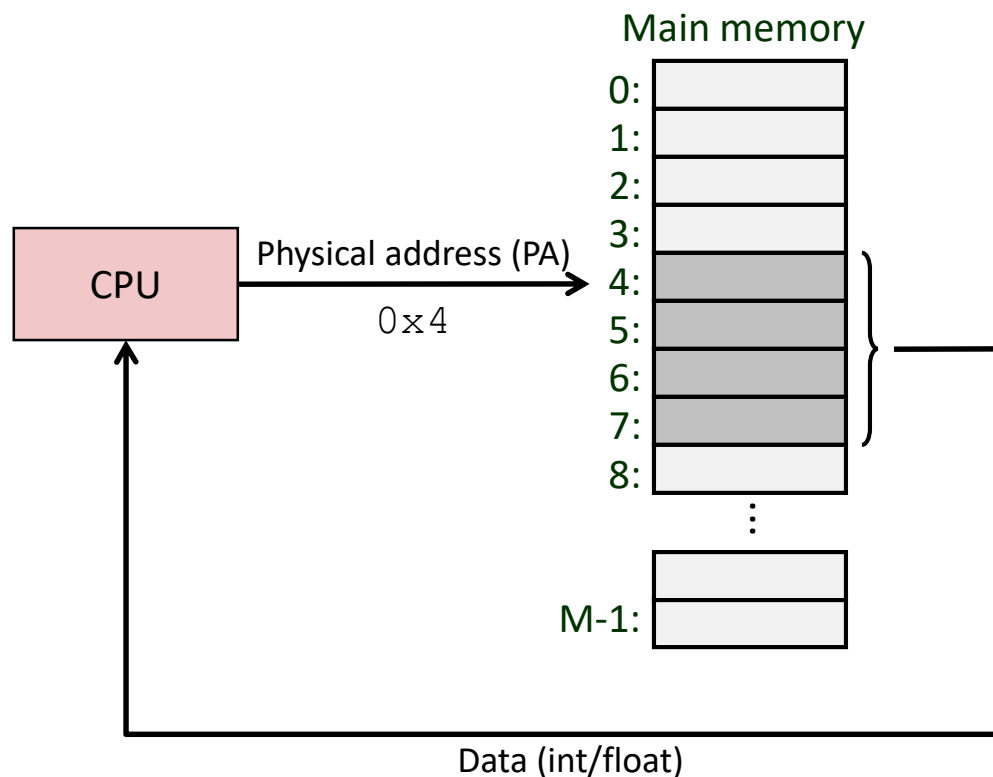 Main memory
0:
1:
2:
3:
CPU
Physical address (PA)
0x4
4:
5:
6:
7:
8:
⋮
M-1:
Data (int/float)